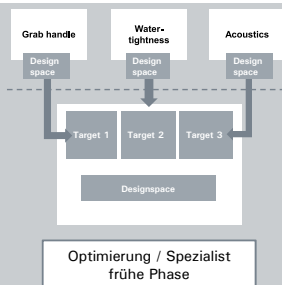 Grab handle
Water-
tightness
Acoustics
Design
space
Design
space
Design
space
Target 1
Target 2
Target 3
Designspace
Optimierung / Spezialist
frühe Phase